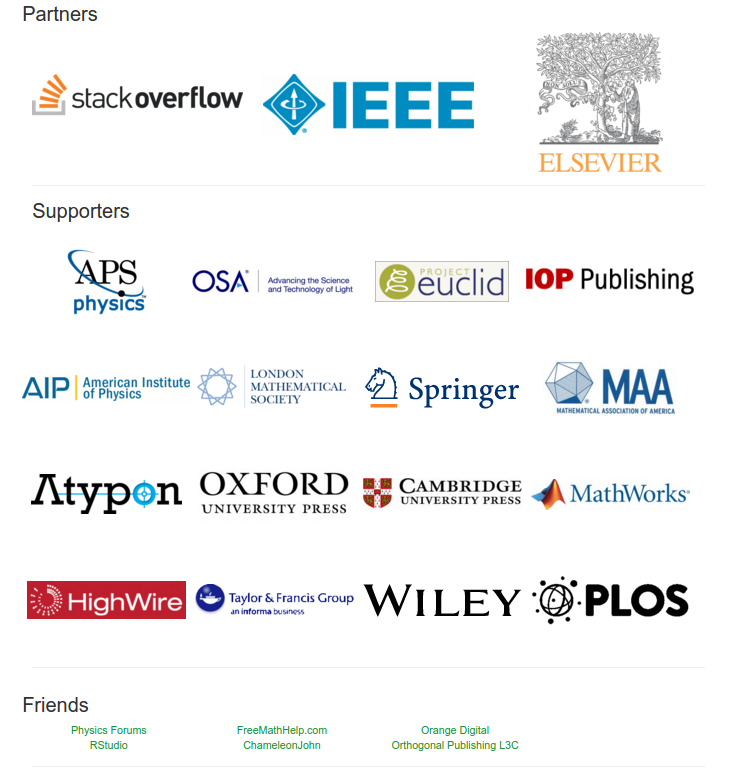 Partners
stackoverflow
IEEE
ELSEVIER
Supporters
APS
physics™
OSA® Advancing the Science
and Technology of Light
PROJECT
euclid
IOP Publishing
AIP American Institute
of Physics
LONDON
MATHEMATICAL
SOCIETY
Springer
MAA
MATHEMATICAL ASSOCIATION OF AMERICA
Atypon
OXFORD
UNIVERSITY PRESS
CAMBRIDGE
UNIVERSITY PRESS
MathWorks®
HighWire
Taylor & Francis Group
an informa business
WILEY
PLOS
Friends
Physics Forums FreeMathHelp.com Orange Digital
RStudio ChameleonJohn Orthogonal Publishing L3C